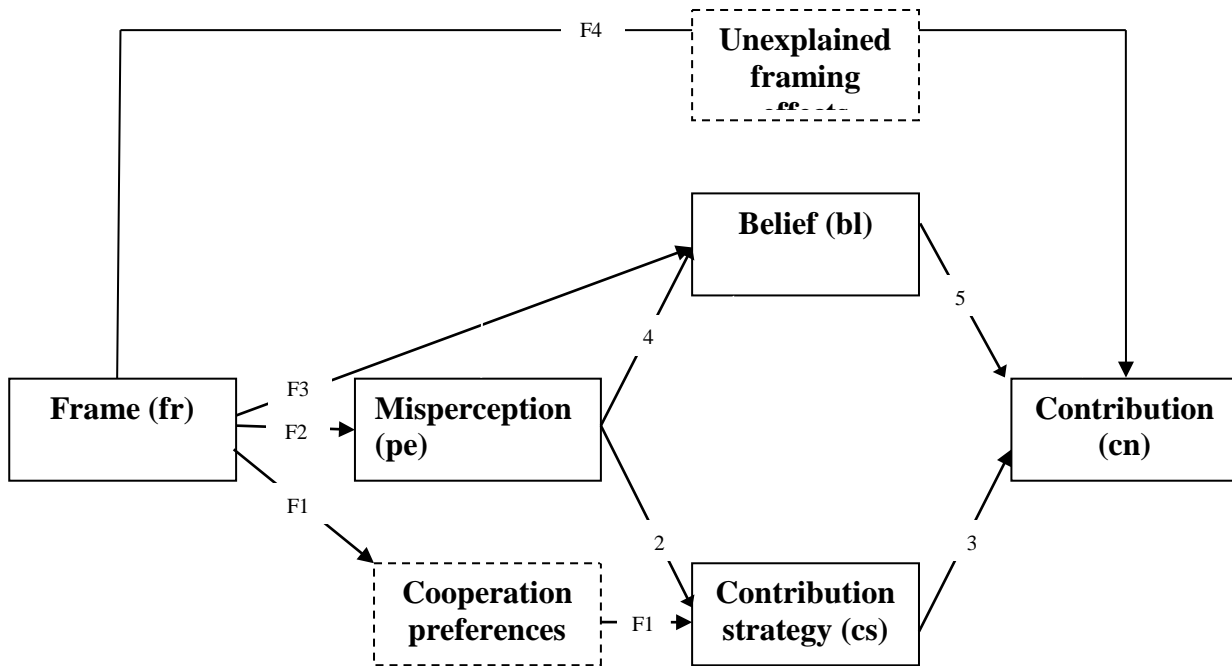 F4
Unexplained
framing
effects
Belief (bl)
5
4
F3
Frame (fr)
Misperception
(pe)
Contribution
(cn)
F2
F1
2
3
Cooperation
preferences
F1
Contribution
strategy (cs)